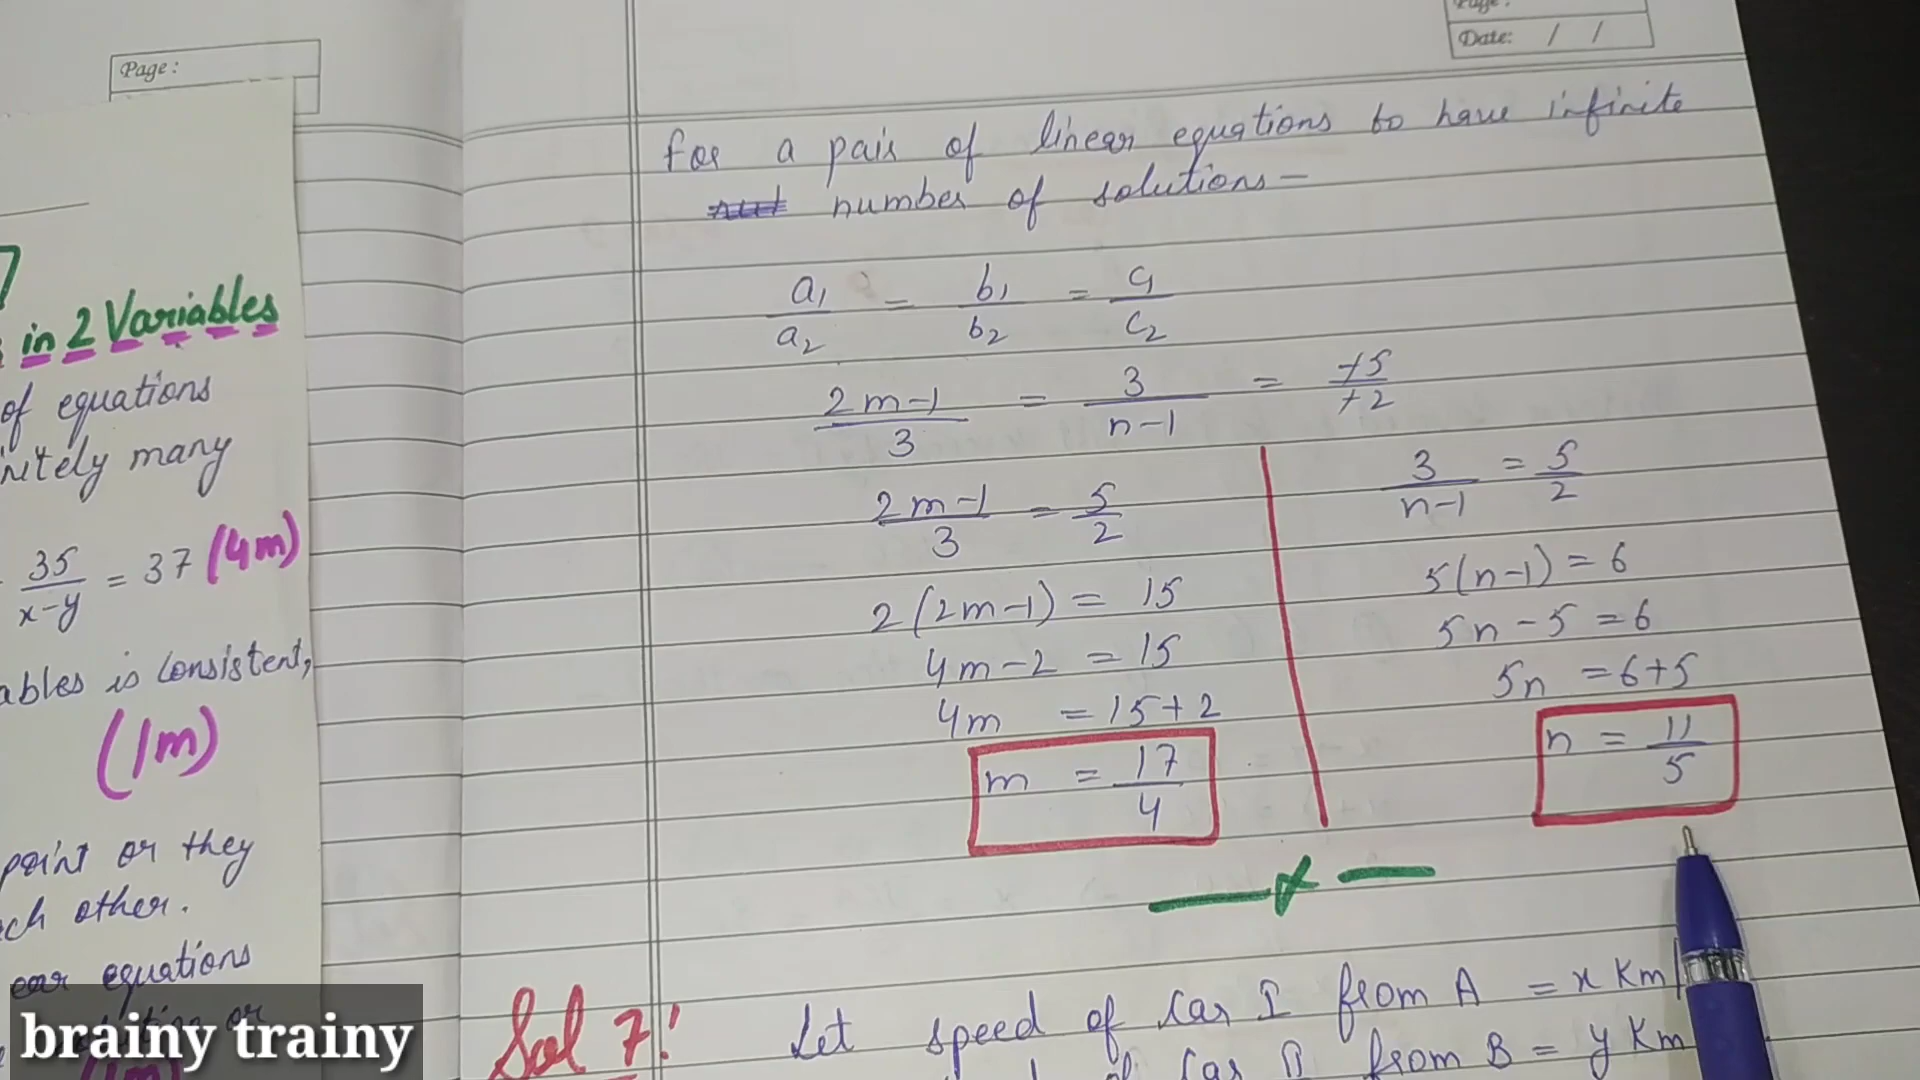 Page :
Page :
Date: / /
in 2 Variables
of equations
many
35/(x-y) = 37 (4m)
is consistent,
(1m)
point or they
other.
equations
For a pair of linear equations to have infinite
number of solutions-
a1/a2 = b1/b2 = c1/c2
(2m-1)/3 = 3/(n-1) = +5/+2
(2m-1)/3 = 5/2
2(2m-1) = 15
4m-2 = 15
4m = 15+2
m = 17/4
3/(n-1) = 5/2
5(n-1) = 6
5n-5 = 6
5n = 6+5
n = 11/5
Sol 7! Let speed of Car I from A = x Km/
Car II from B = y Km
brainy trainy